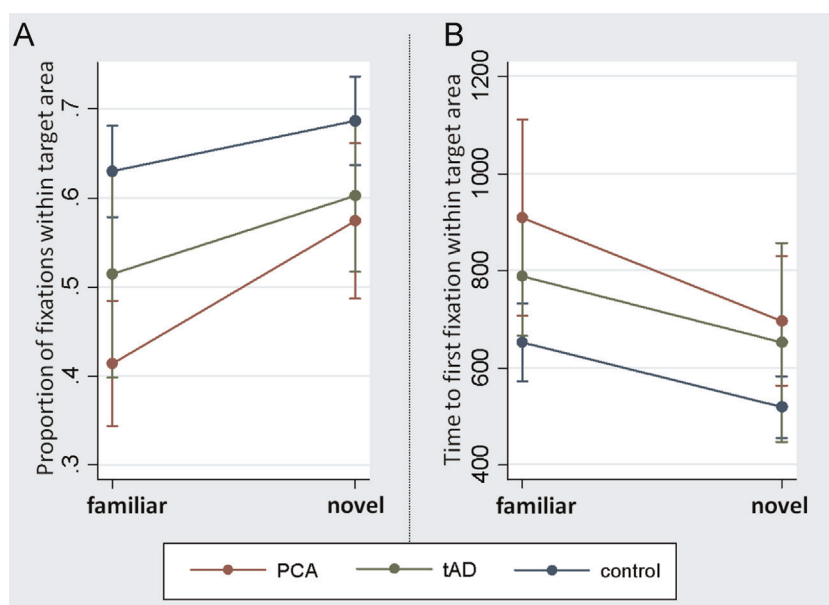 A
Proportion of fixations within target area
.7
.6
.5
.4
.3
familiar novel
B
Time to first fixation within target area
1200
1000
800
600
400
familiar novel
PCA tAD control